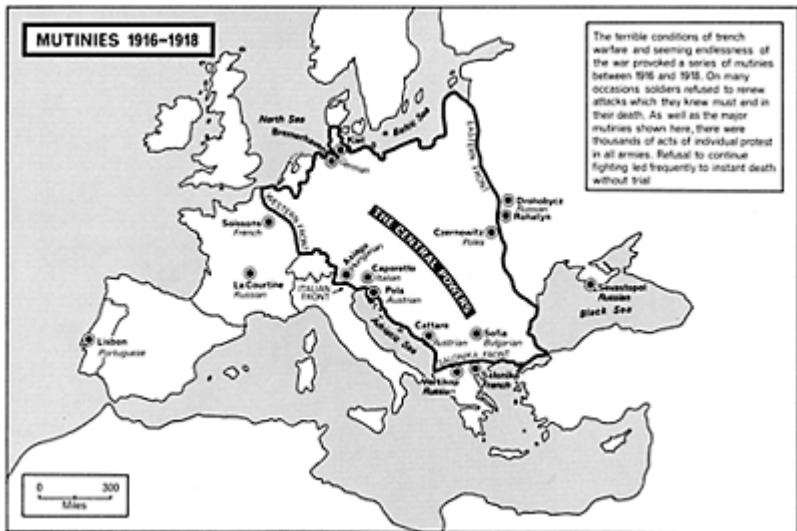 MUTINIES 1916–1918
The terrible conditions of trench
warfare and seeming endlessness of
the war provoked a series of mutinies
between 1916 and 1918. On many
occasions soldiers refused to renew
attacks which they knew must end in
their death. As well as the major
mutinies shown here, there were
thousands of acts of individual protest
in all armies. Refusal to continue
fighting led frequently to instant death
without trial
North Sea
Baltic Sea
Kiel
Bremerhaven
German
EASTERN FRONT
Drohobycz
Russian
Rohatyn
WESTERN FRONT
Soissons
French
THE CENTRAL POWERS
Czernowitz
Poles
La Courtine
Russian
Asiago
Hungarian
Caporetto
Italian
ITALIAN
FRONT
Pola
Austrian
Sevastopol
Russian
Black Sea
Adriatic Sea
Cattaro
Austrian
Sofia
Bulgarian
Lisbon
Portuguese
SALONIKA FRONT
Russian
Salonika
French
0 300
Miles